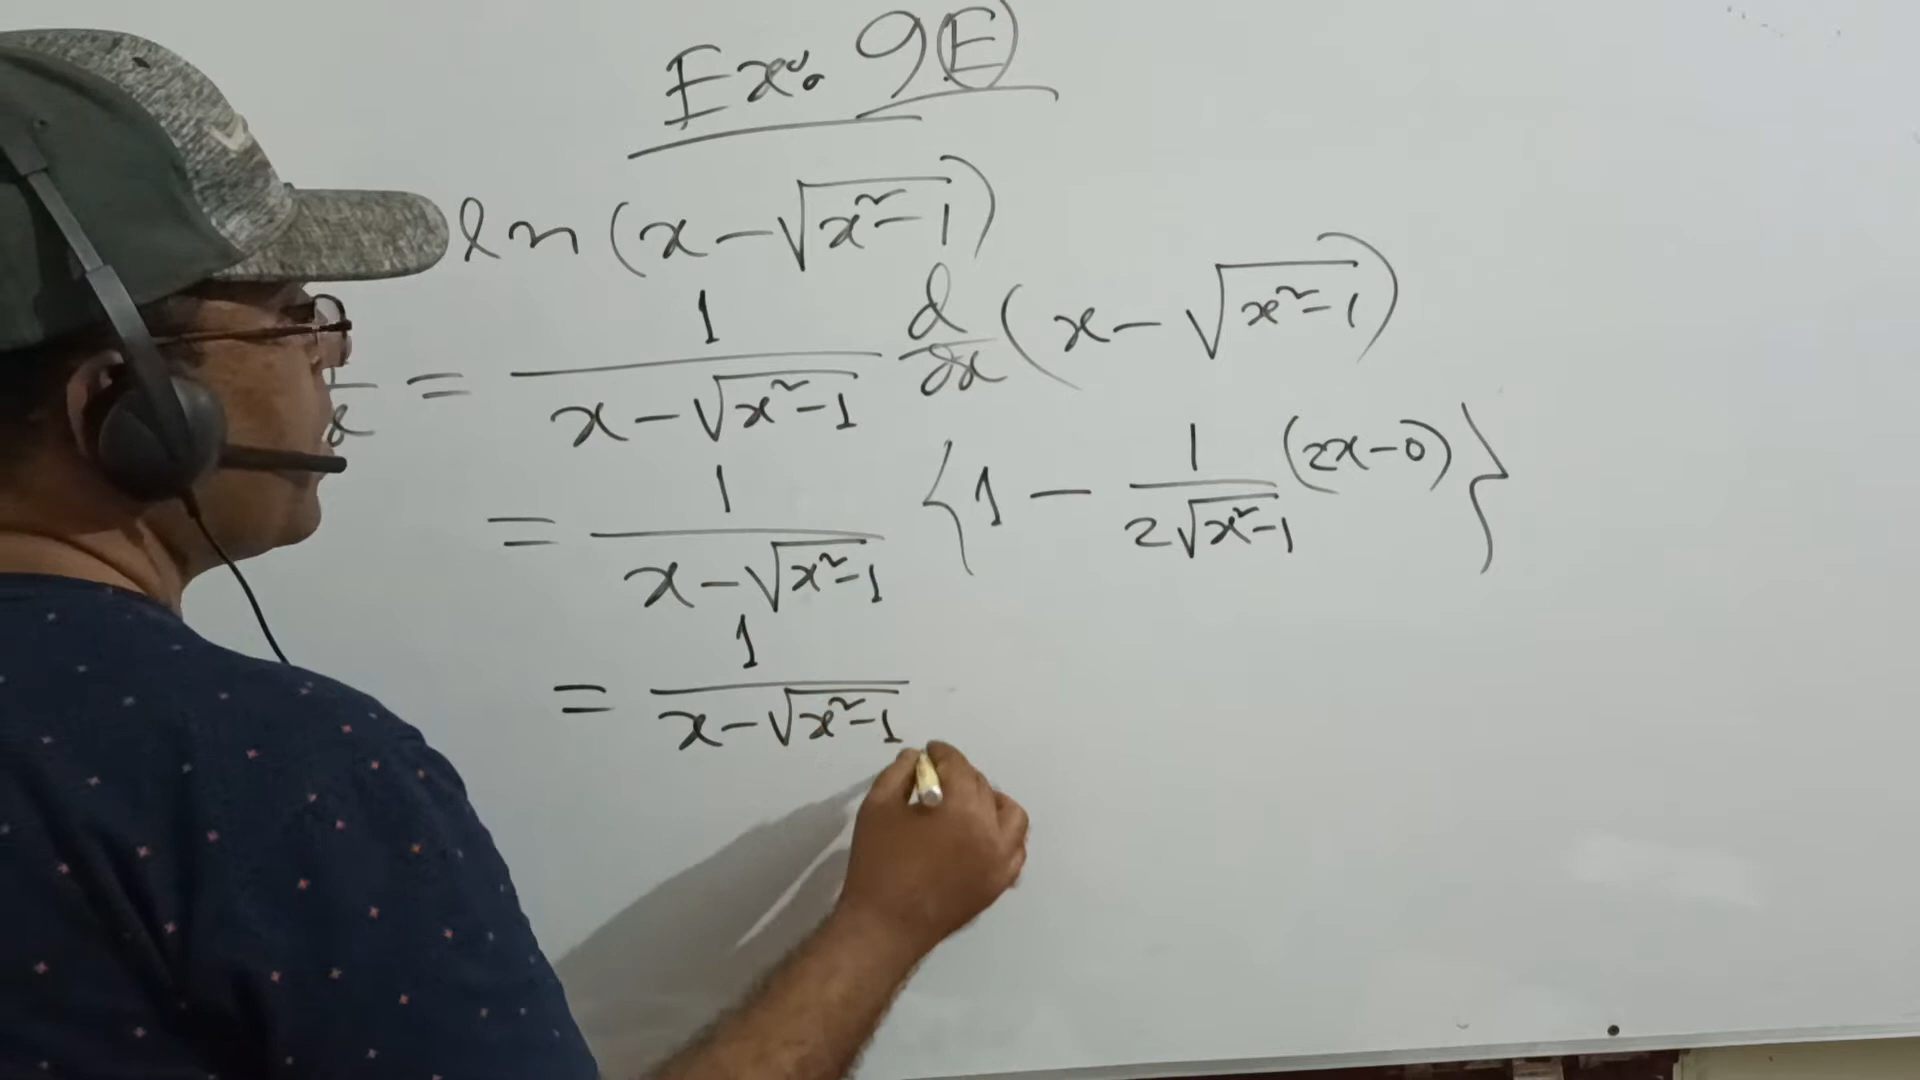 Ex: 9(E)
ln(x-√(x²-1))
= 1/(x-√(x²-1)) d/dx (x-√(x²-1))
= 1/(x-√(x²-1)) {1 - 1/(2√(x²-1)) (2x-0)}
= 1/(x-√(x²-1))